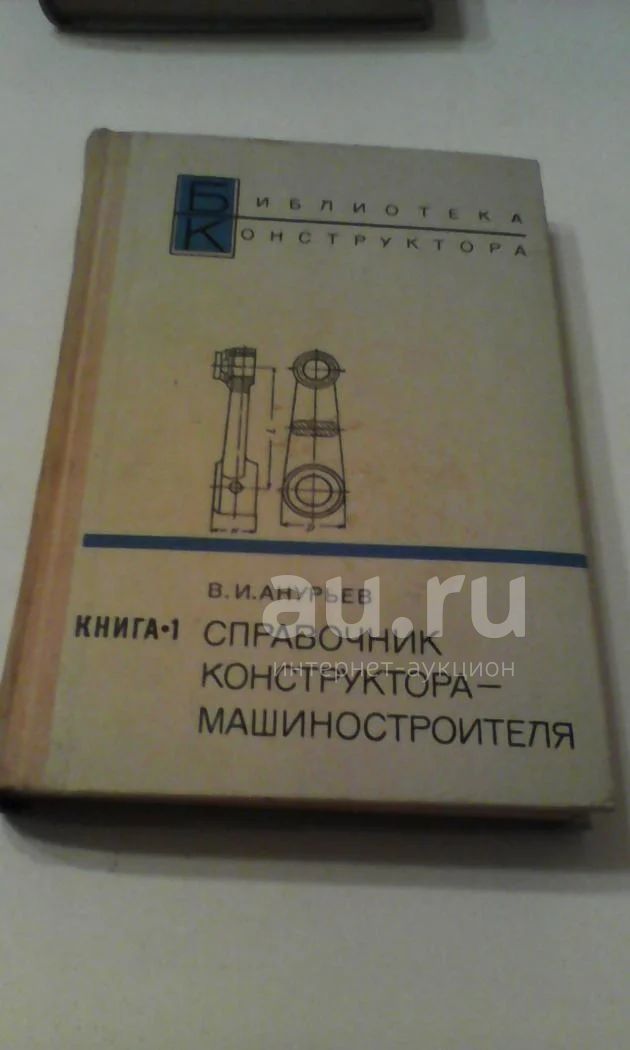 БИБЛИОТЕКА
КОНСТРУКТОРА
В.И.АНУРЬЕВ
КНИГА•1 СПРАВОЧНИК
КОНСТРУКТОРА—
МАШИНОСТРОИТЕЛЯ
au.ru
интернет-аукцион